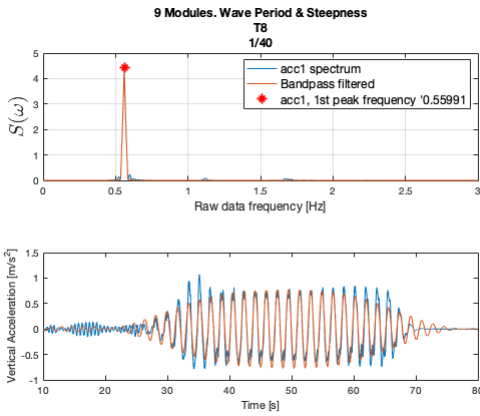 9 Modules. Wave Period & Steepness
T8
1/40
5
4
3
2
1
0
S(ω)
acc1 spectrum
Bandpass filtered
acc1, 1st peak frequency '0.55991
0 0.5 1 1.5 2 2.5 3
Raw data frequency [Hz]
1.5
1
0.5
0
-0.5
-1
Vertical Acceleration [m/s²]
10 20 30 40 50 60 70 80
Time [s]